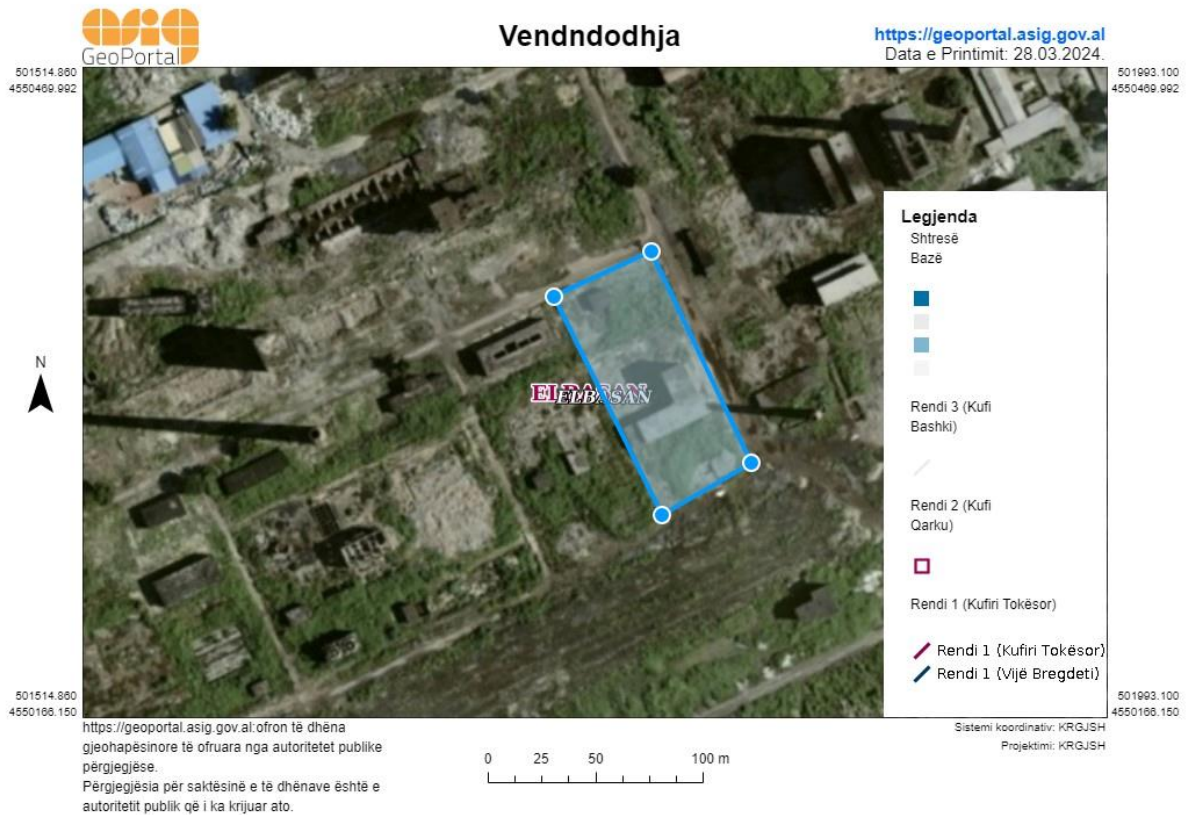 asig
GeoPortal
Vendndodhja
https://geoportal.asig.gov.al
Data e Printimit: 28.03.2024.
501514.860
4550469.992
501993.100
4550469.992
Legjenda
Shtresë
Bazë
Rendi 3 (Kufi
Bashki)
Rendi 2 (Kufi
Qarku)
Rendi 1 (Kufiri Tokësor)
Rendi 1 (Kufiri Tokësor)
Rendi 1 (Vijë Bregdeti)
N
ELBASAN
ELBASAN
501514.860
4550166.150
501993.100
4550166.150
https://geoportal.asig.gov.al:ofron të dhëna
gjeohapësinore të ofruara nga autoritetet publike
përgjegjëse.
Përgjegjësia për saktësinë e të dhënave është e
autoritetit publik që i ka krijuar ato.
0 25 50 100 m
Sistemi koordinativ: KRGJSH
Projektimi: KRGJSH